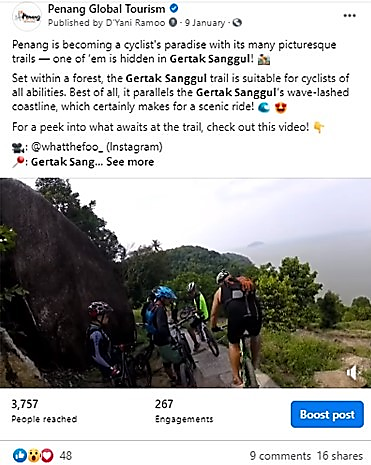 Penang Global Tourism
Published by D'Yani Ramoo · 9 January ·
Penang is becoming a cyclist's paradise with its many picturesque
trails — one of 'em is hidden in Gertak Sanggul!
Set within a forest, the Gertak Sanggul trail is suitable for cyclists of
all abilities. Best of all, it parallels the Gertak Sanggul's wave-lashed
coastline, which certainly makes for a scenic ride!
For a peek into what awaits at the trail, check out this video!
: @whatthefoo_ (Instagram)
: Gertak Sang... See more
3,757
People reached
267
Engagements
Boost post
48
9 comments 16 shares